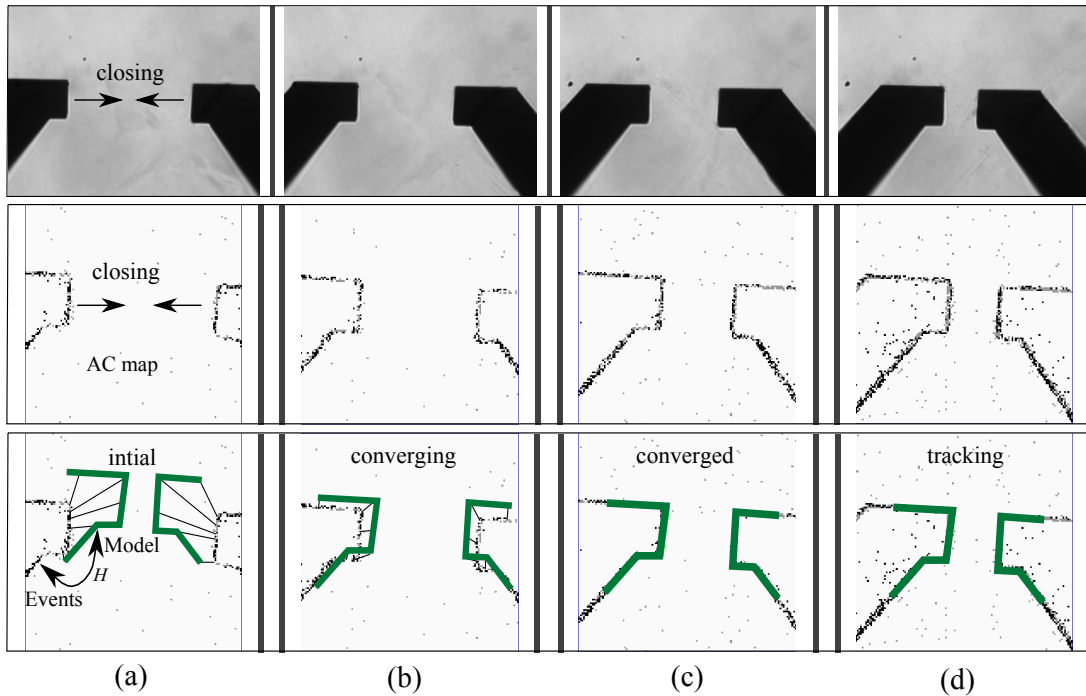 closing
closing
AC map
intial
converging
converged
tracking
Model
H
Events
(a)
(b)
(c)
(d)